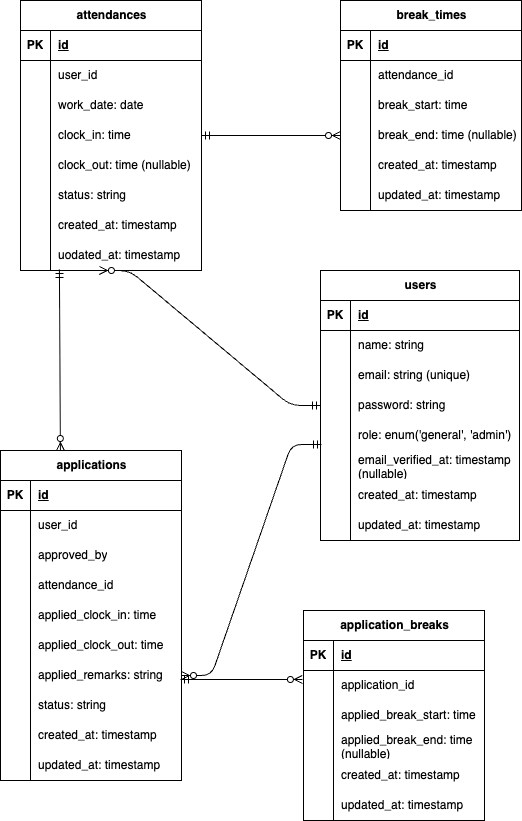 attendances
PK id
user_id
work_date: date
clock_in: time
clock_out: time (nullable)
status: string
created_at: timestamp
uodated_at: timestamp
break_times
PK id
attendance_id
break_start: time
break_end: time (nullable)
created_at: timestamp
updated_at: timestamp
users
PK id
name: string
email: string (unique)
password: string
role: enum('general', 'admin')
email_verified_at: timestamp
(nullable)
created_at: timestamp
updated_at: timestamp
applications
PK id
user_id
approved_by
attendance_id
applied_clock_in: time
applied_clock_out: time
applied_remarks: string
status: string
created_at: timestamp
updated_at: timestamp
application_breaks
PK id
application_id
applied_break_start: time
applied_break_end: time
(nullable)
created_at: timestamp
updated_at: timestamp